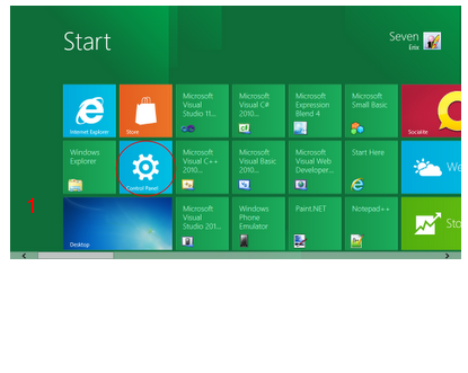 Start
Seven
Erix
Internet Explorer
Store
Microsoft
Visual
Studio 11...
Microsoft
Visual C#
2010...
Microsoft
Expression
Blend 4
Microsoft
Small Basic
Socialite
Windows
Explorer
Control Panel
Microsoft
Visual C++
2010...
Microsoft
Visual Basic
2010...
Microsoft
Visual Web
Developer...
Start Here
We
1
Desktop
Microsoft
Visual
Studio 201...
Windows
Phone
Emulator
Paint.NET
Notepad++
Sto